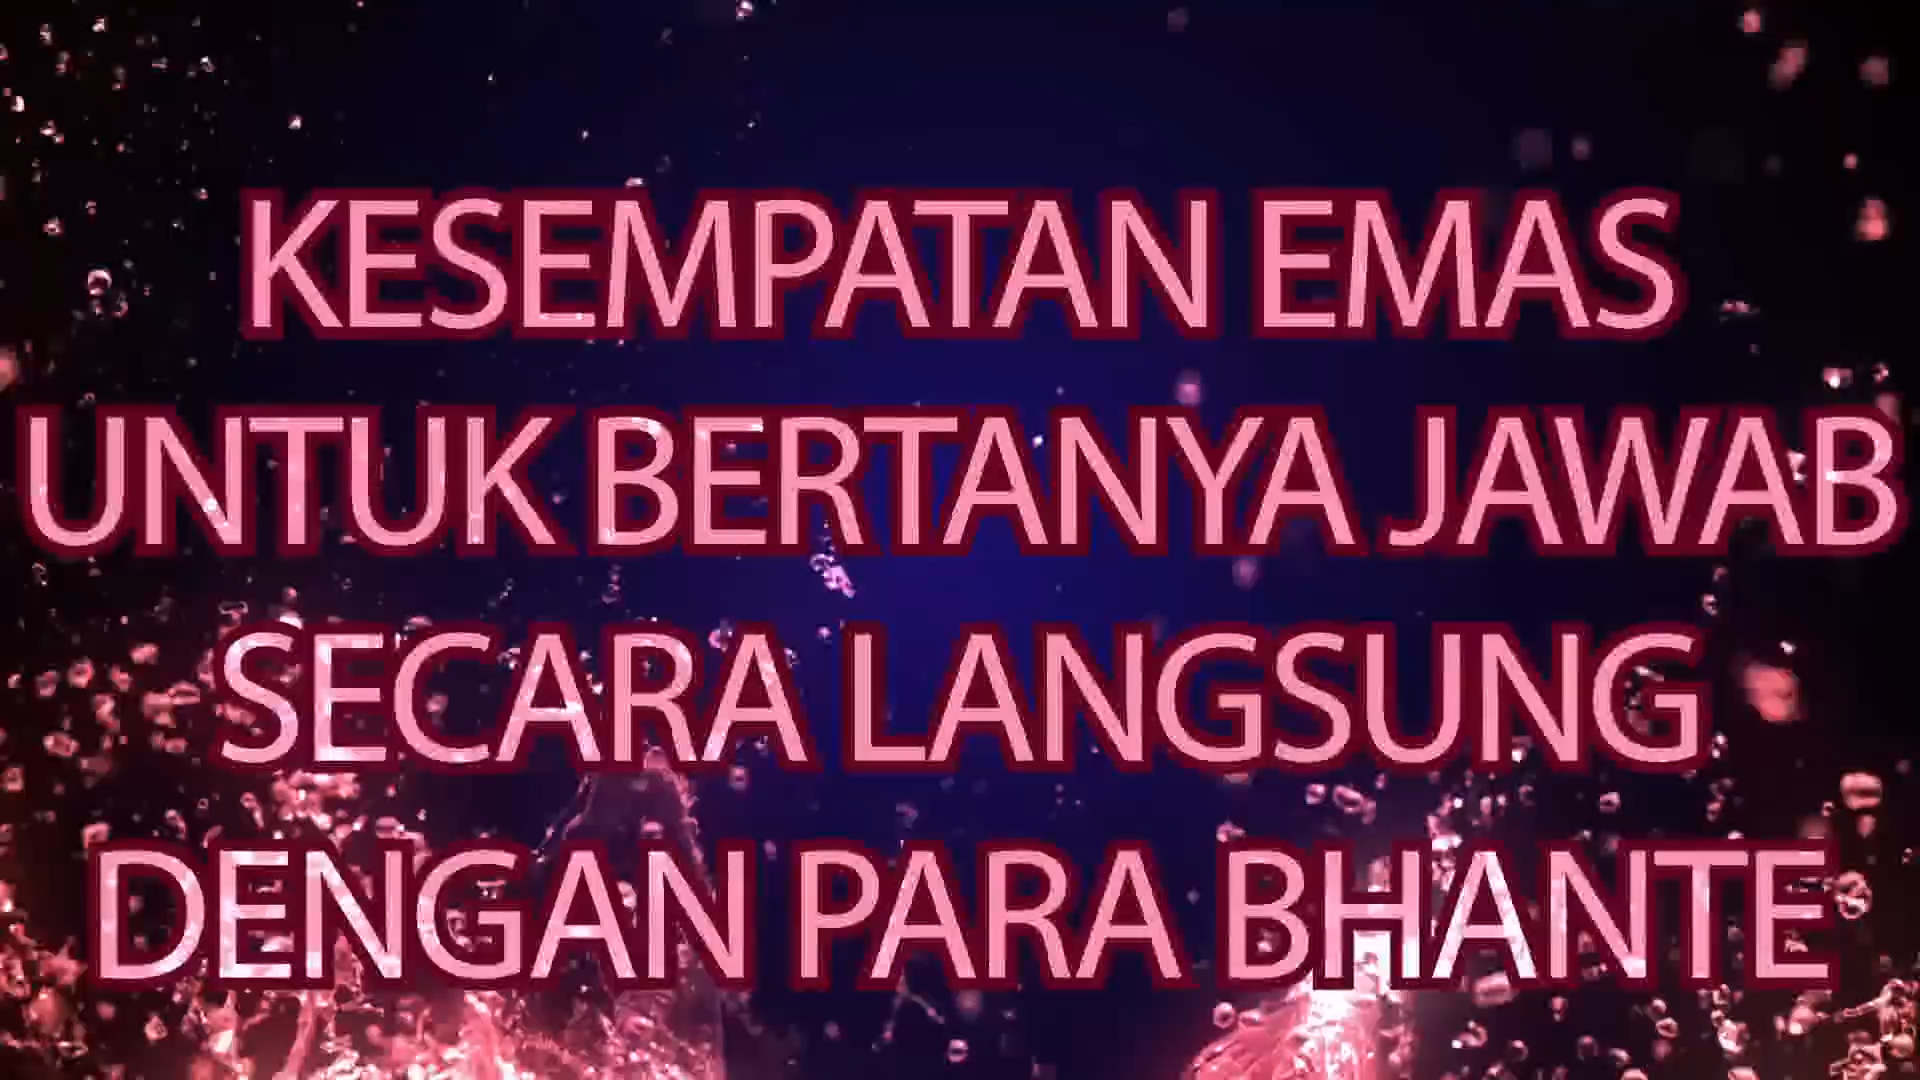 KESEMPATAN EMAS
UNTUK BERTANYA JAWAB
SECARA LANGSUNG
DENGAN PARA BHANTE